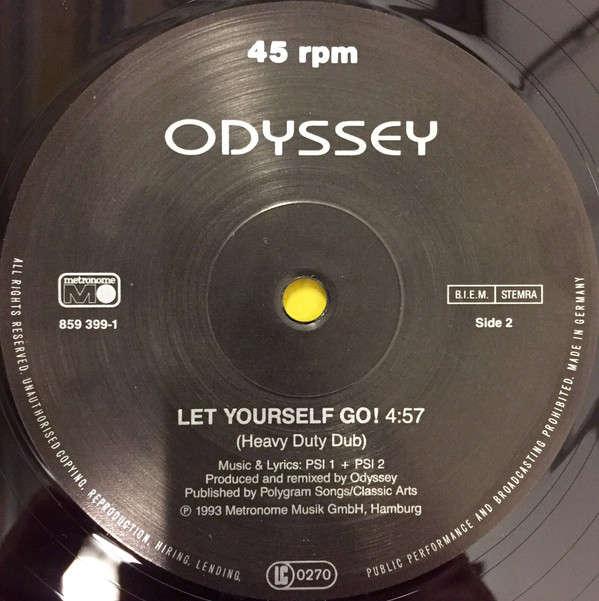 45 rpm
ODYSSEY
metronome
M
859 399-1
B.I.E.M. STEMRA
Side 2
LET YOURSELF GO! 4:57
(Heavy Duty Dub)
Music & Lyrics: PSI 1 + PSI 2
Produced and remixed by Odyssey
Published by Polygram Songs/Classic Arts
℗ 1993 Metronome Musik GmbH, Hamburg
LC 0270
ALL RIGHTS RESERVED. UNAUTHORISED COPYING. REPRODUCTION. HIRING. LENDING. PUBLIC PERFORMANCE AND BROADCASTING PROHIBITED. MADE IN GERMANY